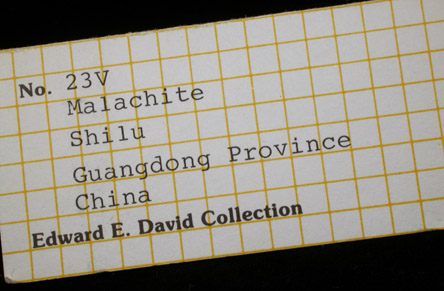 No. 23V
Malachite
Shilu
Guangdong Province
China
Edward E. David Collection